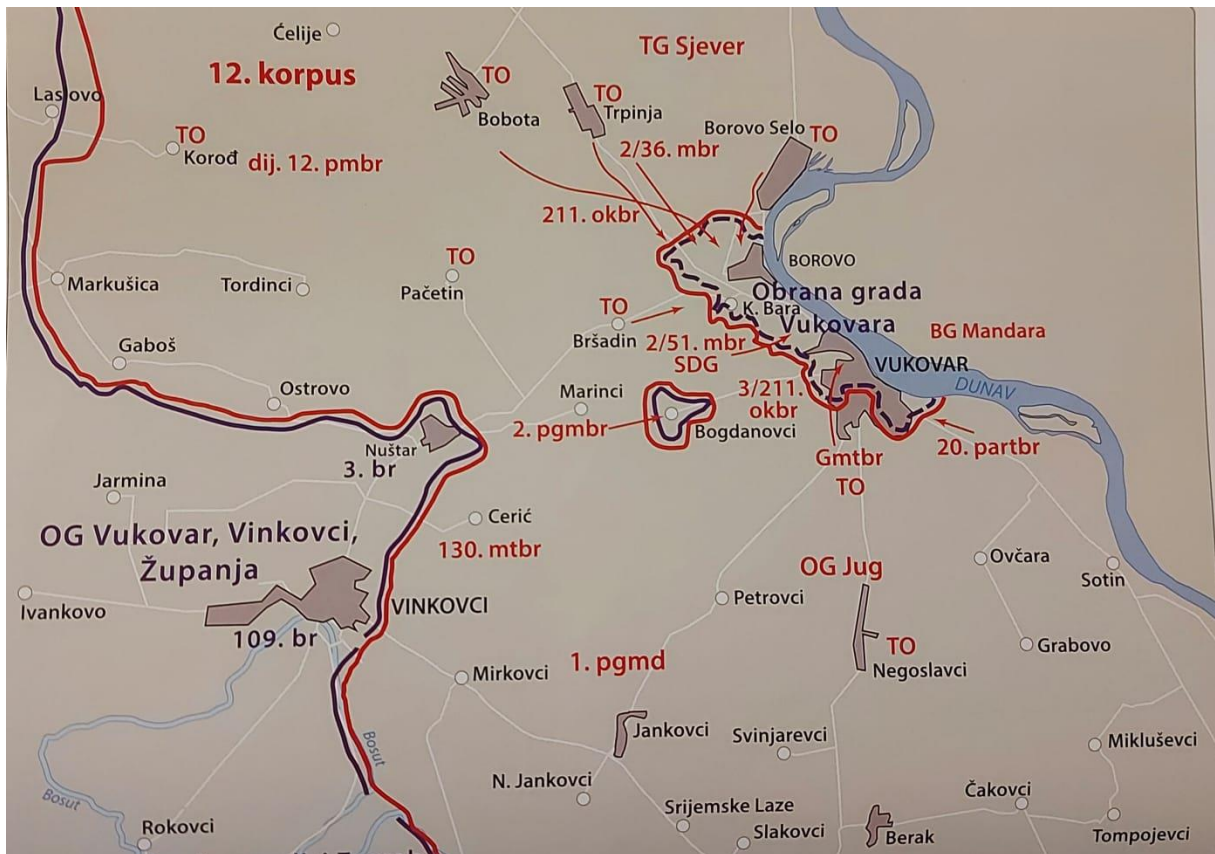 Ćelije
TG Sjever
12. korpus
TO
Bobota
TO
Trpinja
Laslovo
TO
Korođ
dij. 12. pmbr
Borovo Selo
TO
2/36. mbr
211. okbr
TO
Pačetin
Markušica
Tordinci
BOROVO
Obrana grada
Vukovara
K. Bara
TO
Bršadin
2/51. mbr
SDG
BG Mandara
VUKOVAR
DUNAV
Gaboš
Ostrovo
Marinci
3/211.
okbr
2. pgmbr
Bogdanovci
Nuštar
3. br
Gmtbr
TO
20. partbr
Jarmina
Cerić
130. mtbr
OG Vukovar, Vinkovci,
Županja
OG Jug
Ovčara
Sotin
Ivankovo
VINKOVCI
109. br
Petrovci
Mirkovci
1. pgmd
TO
Negoslavci
Grabovo
Jankovci
Svinjarevci
Mikluševci
Bosut
Bosut
N. Jankovci
Čakovci
Rokovci
Srijemske Laze
Slakovci
Berak
Tompojevci